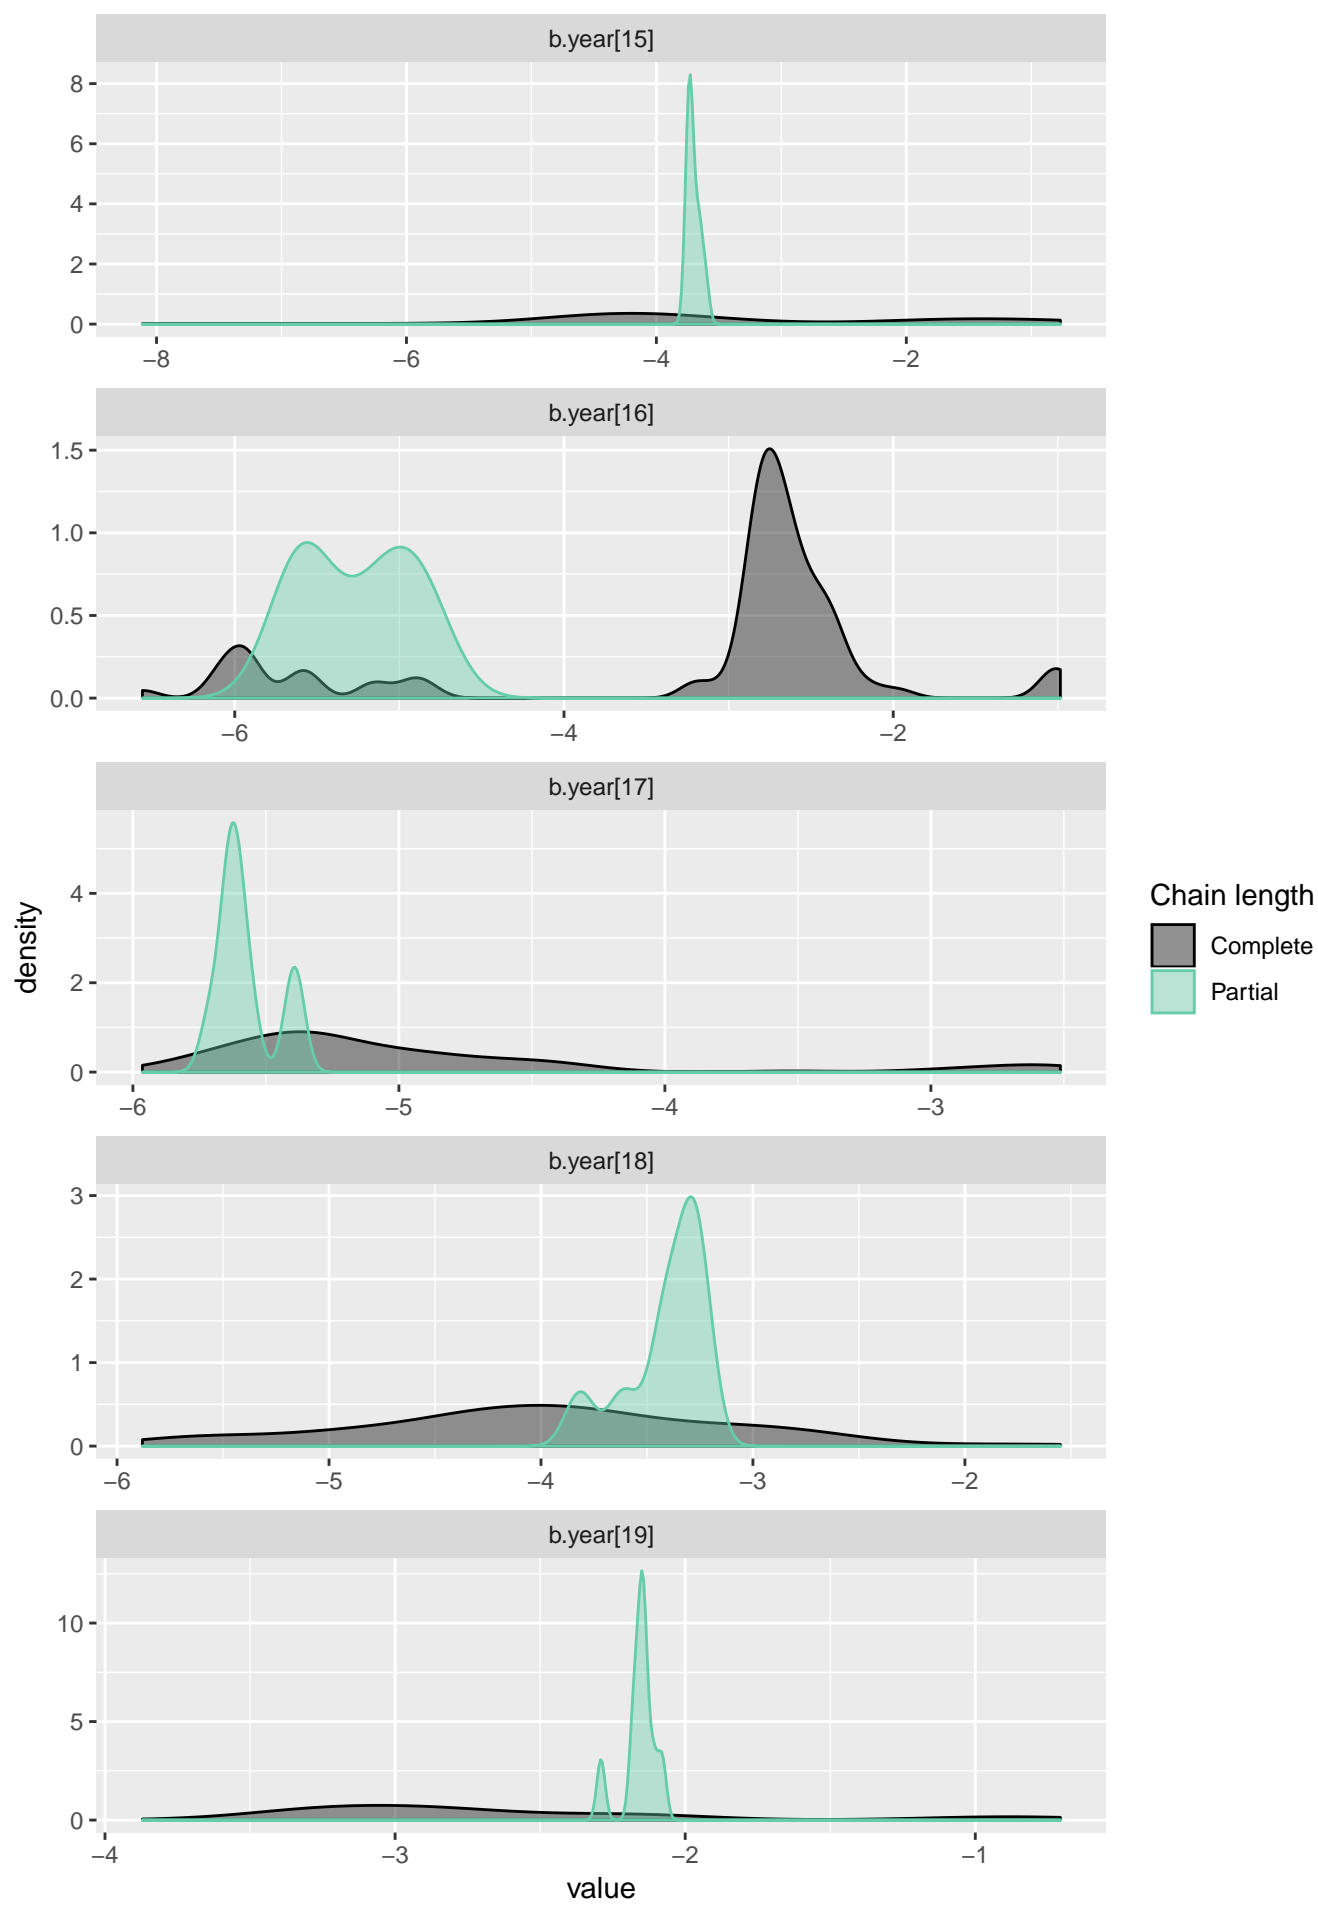 b.year[15]
8
6
4
2
0
−8 −6 −4 −2
b.year[16]
1.5
1.0
0.5
0.0
−6 −4 −2
b.year[17]
4
2
0
−6 −5 −4 −3
b.year[18]
3
2
1
0
−6 −5 −4 −3 −2
b.year[19]
10
5
0
−4 −3 −2 −1
value
density
Chain length
Complete
Partial